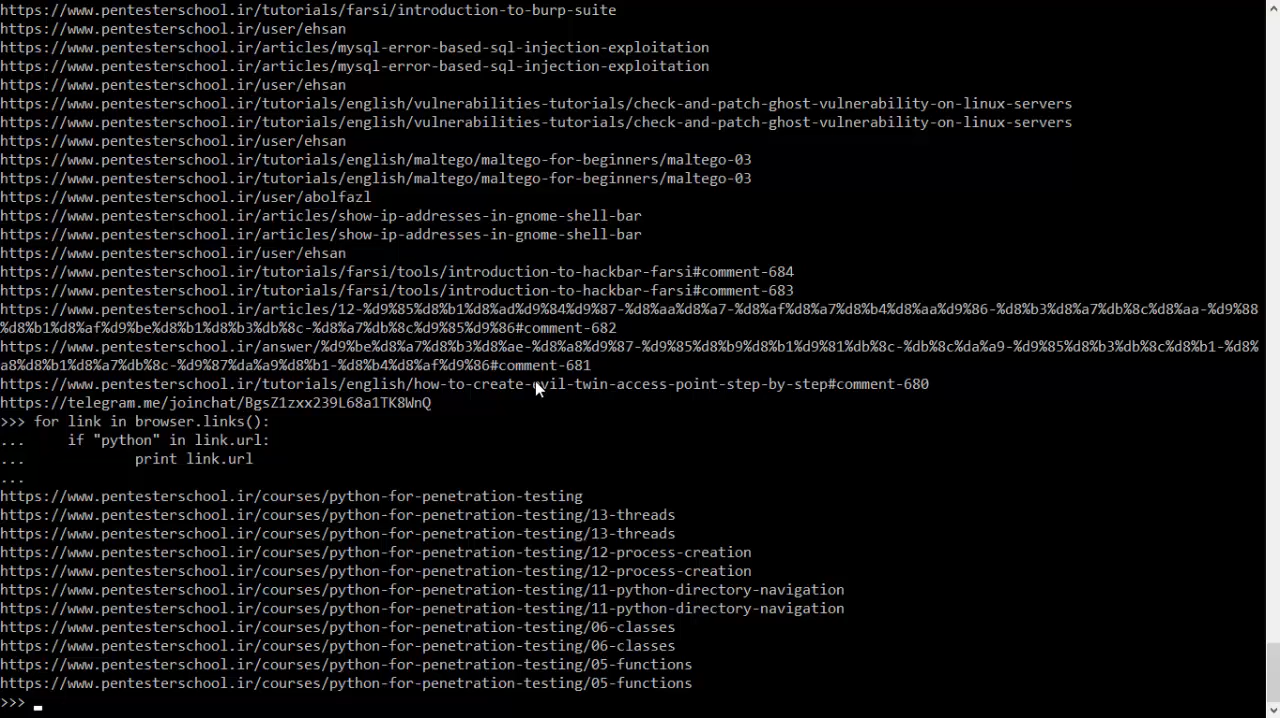 https://www.pentesterschool.ir/tutorials/farsi/introduction-to-burp-suite
https://www.pentesterschool.ir/user/ehsan
https://www.pentesterschool.ir/articles/mysql-error-based-sql-injection-exploitation
https://www.pentesterschool.ir/articles/mysql-error-based-sql-injection-exploitation
https://www.pentesterschool.ir/user/ehsan
https://www.pentesterschool.ir/tutorials/english/vulnerabilities-tutorials/check-and-patch-ghost-vulnerability-on-linux-servers
https://www.pentesterschool.ir/tutorials/english/vulnerabilities-tutorials/check-and-patch-ghost-vulnerability-on-linux-servers
https://www.pentesterschool.ir/user/ehsan
https://www.pentesterschool.ir/tutorials/english/maltego/maltego-for-beginners/maltego-03
https://www.pentesterschool.ir/tutorials/english/maltego/maltego-for-beginners/maltego-03
https://www.pentesterschool.ir/user/abolfazl
https://www.pentesterschool.ir/articles/show-ip-addresses-in-gnome-shell-bar
https://www.pentesterschool.ir/articles/show-ip-addresses-in-gnome-shell-bar
https://www.pentesterschool.ir/user/ehsan
https://www.pentesterschool.ir/tutorials/farsi/tools/introduction-to-hackbar-farsi#comment-684
https://www.pentesterschool.ir/tutorials/farsi/tools/introduction-to-hackbar-farsi#comment-683
https://www.pentesterschool.ir/articles/12-%d9%85%d8%b1%d8%ad%d9%84%d9%87-%d8%aa%d8%a7-%d8%af%d8%a7%d8%b4%d8%aa%d9%86-%d8%b3%d8%a7%db%8c%d8%aa-%d9%88
%d8%b1%d8%af%d9%be%d8%b1%d8%b3%db%8c-%d8%a7%db%8c%d9%85%d9%86#comment-682
https://www.pentesterschool.ir/answer/%d9%be%d8%a7%d8%b3%d8%ae-%d8%a8%d9%87-%d9%85%d8%b9%d8%b1%d9%81%db%8c-%db%8c%da%a9-%d9%85%d8%b3%db%8c%d8%b1-%d8%
a8%d8%b1%d8%a7%db%8c-%d9%87%da%a9%d8%b1-%d8%b4%d8%af%d9%86#comment-681
https://www.pentesterschool.ir/tutorials/english/how-to-create-evil-twin-access-point-step-by-step#comment-680
https://telegram.me/joinchat/BgsZ1zxx239L68a1TK8WnQ
>>> for link in browser.links():
...     if "python" in link.url:
...             print link.url
...
https://www.pentesterschool.ir/courses/python-for-penetration-testing
https://www.pentesterschool.ir/courses/python-for-penetration-testing/13-threads
https://www.pentesterschool.ir/courses/python-for-penetration-testing/13-threads
https://www.pentesterschool.ir/courses/python-for-penetration-testing/12-process-creation
https://www.pentesterschool.ir/courses/python-for-penetration-testing/12-process-creation
https://www.pentesterschool.ir/courses/python-for-penetration-testing/11-python-directory-navigation
https://www.pentesterschool.ir/courses/python-for-penetration-testing/11-python-directory-navigation
https://www.pentesterschool.ir/courses/python-for-penetration-testing/06-classes
https://www.pentesterschool.ir/courses/python-for-penetration-testing/06-classes
https://www.pentesterschool.ir/courses/python-for-penetration-testing/05-functions
https://www.pentesterschool.ir/courses/python-for-penetration-testing/05-functions
>>>